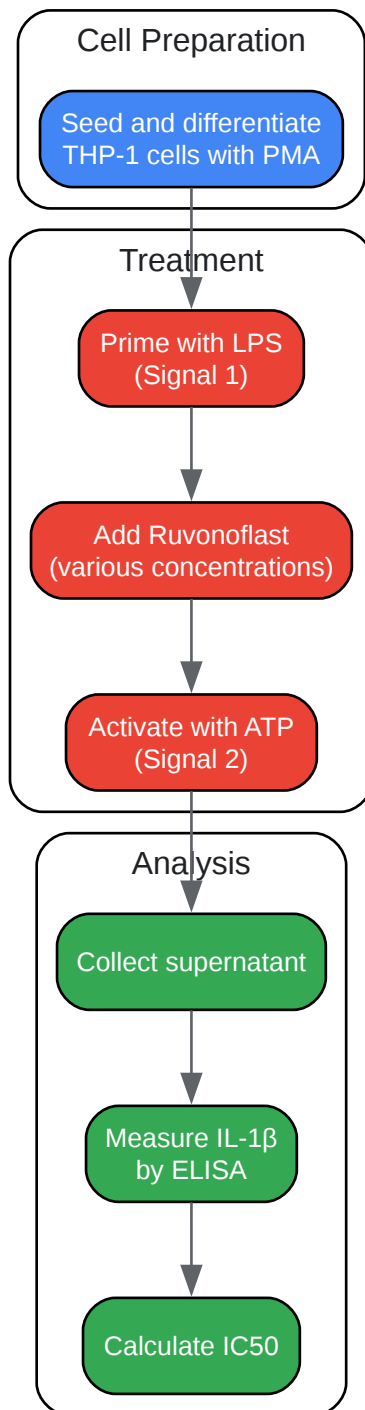 Cell Preparation
Seed and differentiate
THP-1 cells with PMA
Treatment
Prime with LPS
(Signal 1)
Add Ruvonoflast
(various concentrations)
Activate with ATP
(Signal 2)
Analysis
Collect supernatant
Measure IL-1β
by ELISA
Calculate IC50